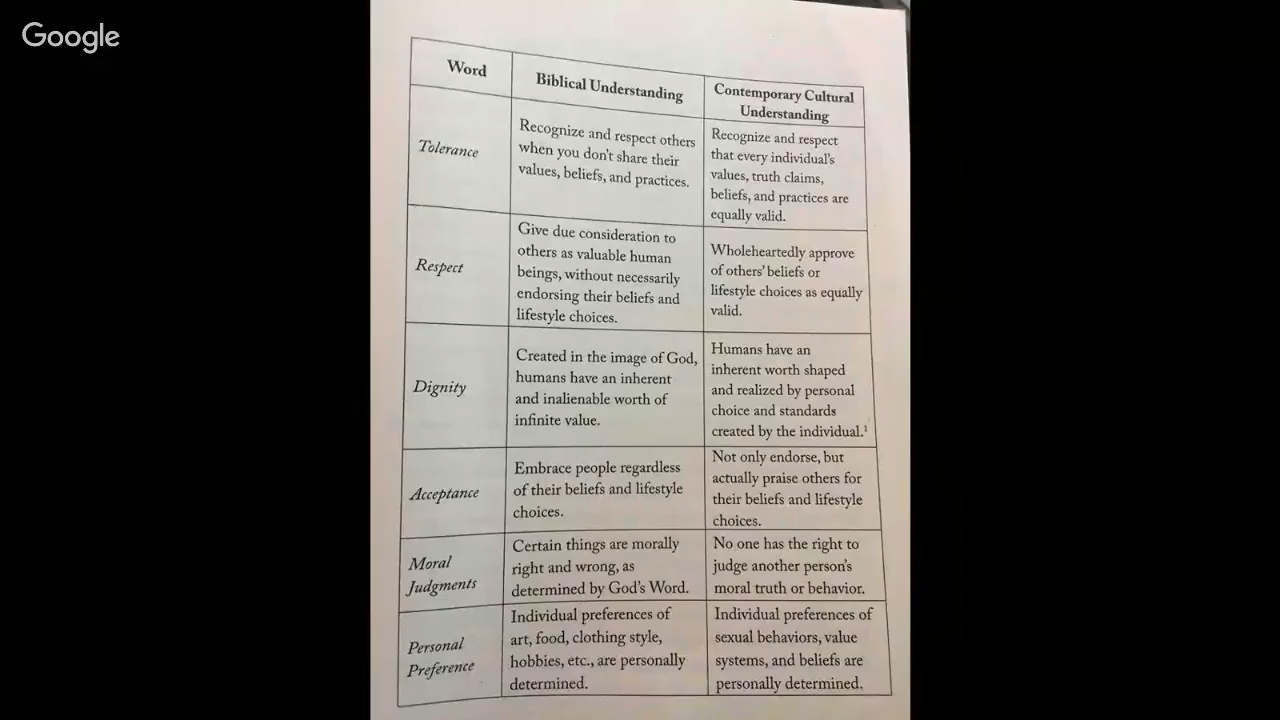 Google
Word
Biblical Understanding
Contemporary Cultural
Understanding
Tolerance
Recognize and respect others
when you don't share their
values, beliefs, and practices.
Recognize and respect
that every individual's
values, truth claims,
beliefs, and practices are
equally valid.
Respect
Give due consideration to
others as valuable human
beings, without necessarily
endorsing their beliefs and
lifestyle choices.
Wholeheartedly approve
of others' beliefs or
lifestyle choices as equally
valid.
Dignity
Created in the image of God,
humans have an inherent
and inalienable worth of
infinite value.
Humans have an
inherent worth shaped
and realized by personal
choice and standards
created by the individual.¹
Acceptance
Embrace people regardless
of their beliefs and lifestyle
choices.
Not only endorse, but
actually praise others for
their beliefs and lifestyle
choices.
Moral
Judgments
Certain things are morally
right and wrong, as
determined by God's Word.
No one has the right to
judge another person's
moral truth or behavior.
Personal
Preference
Individual preferences of
art, food, clothing style,
hobbies, etc., are personally
determined.
Individual preferences of
sexual behaviors, value
systems, and beliefs are
personally determined.